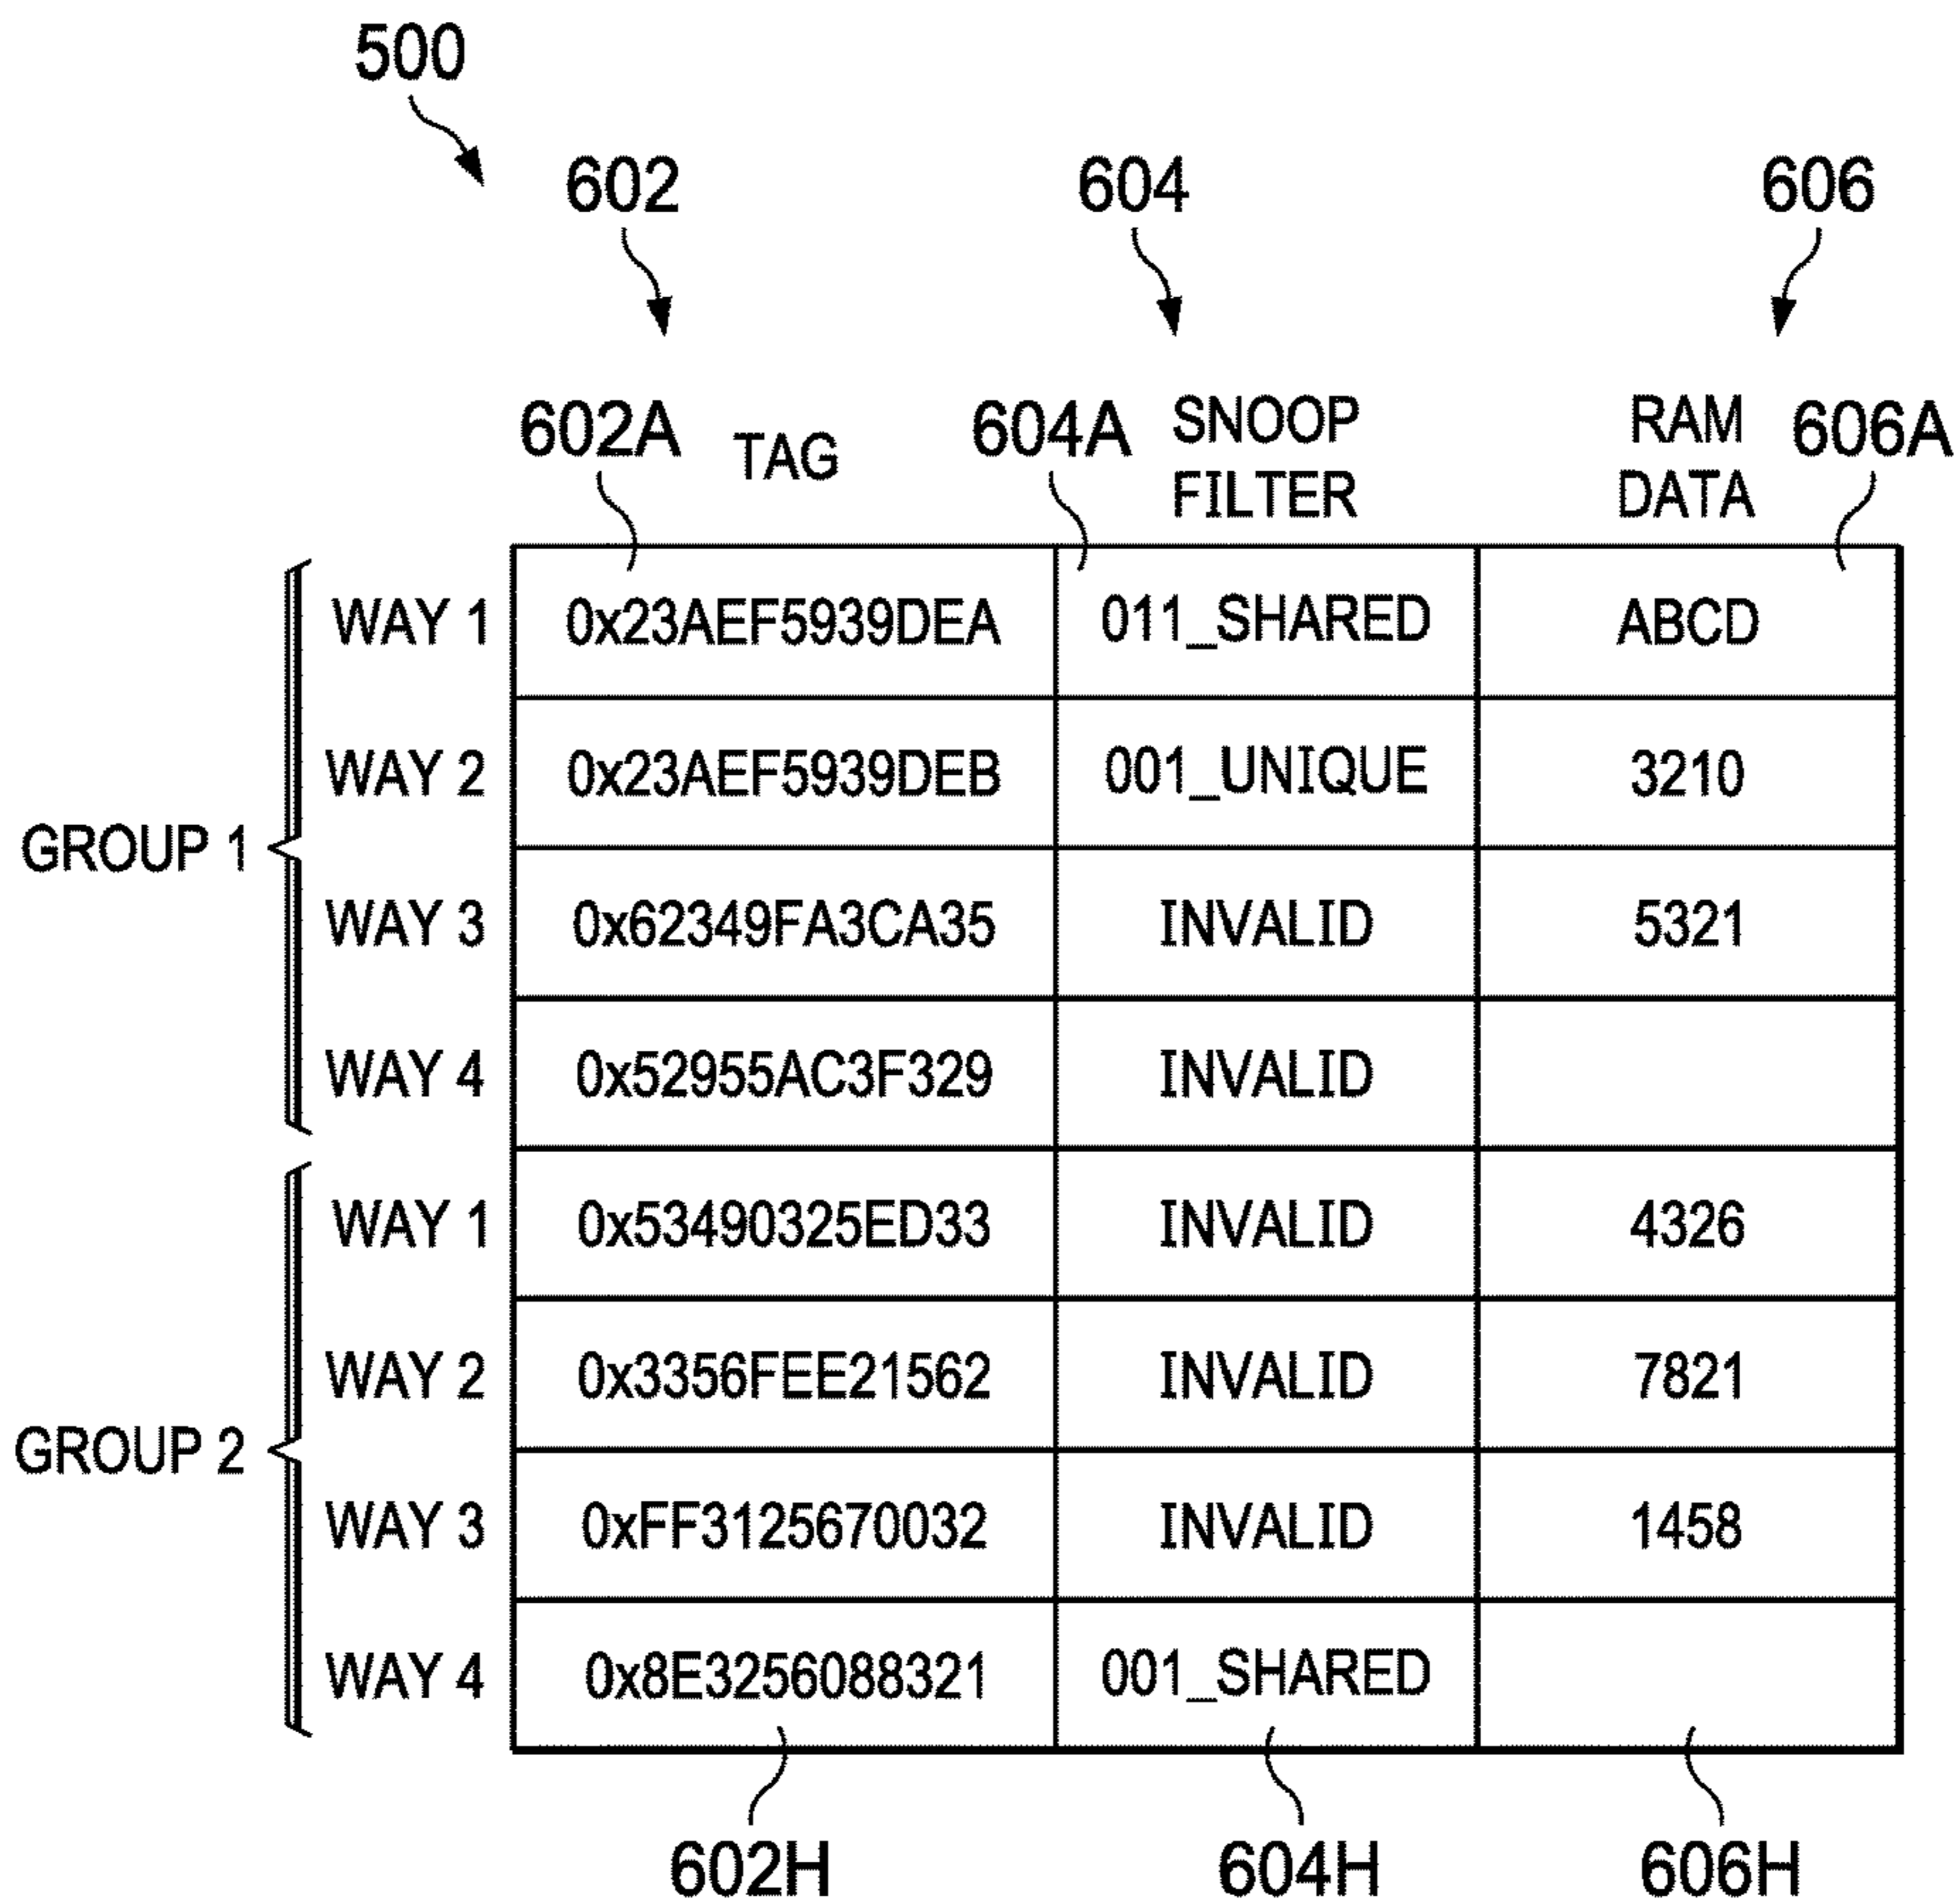 500
602 604 606
602A TAG 604A SNOOP FILTER RAM DATA 606A
GROUP 1
WAY 1 0x23AEF5939DEA 011_SHARED ABCD
WAY 2 0x23AEF5939DEB 001_UNIQUE 3210
WAY 3 0x62349FA3CA35 INVALID 5321
WAY 4 0x52955AC3F329 INVALID
GROUP 2
WAY 1 0x53490325ED33 INVALID 4326
WAY 2 0x3356FEE21562 INVALID 7821
WAY 3 0xFF3125670032 INVALID 1458
WAY 4 0x8E3256088321 001_SHARED
602H 604H 606H